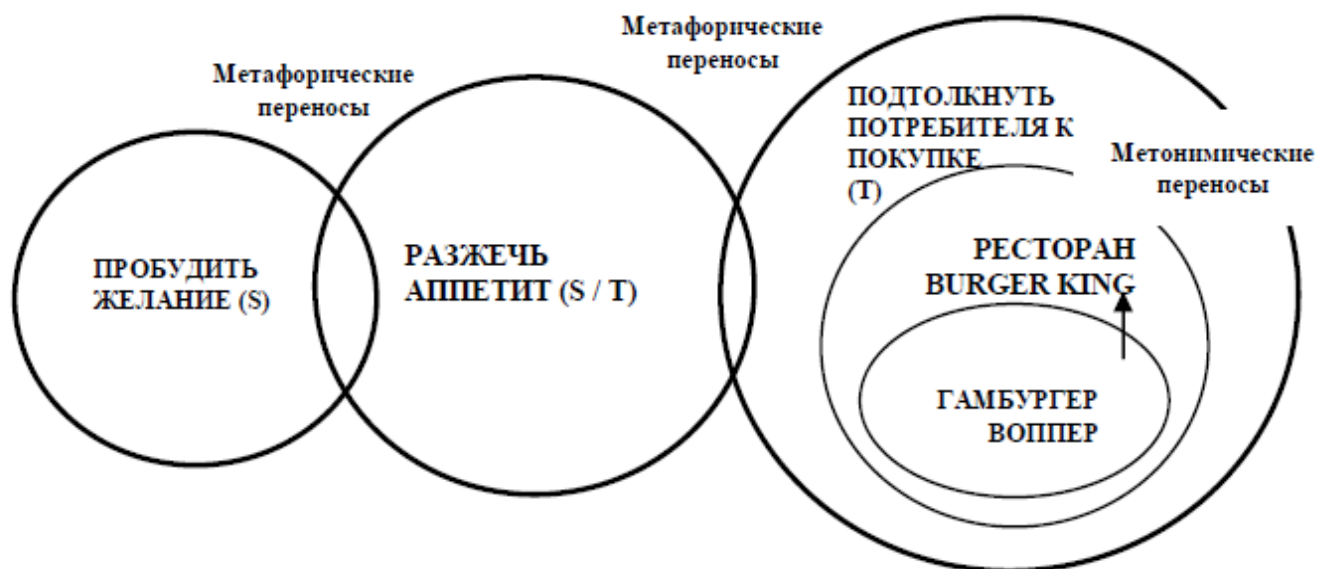 Метафорические
переносы
Метафорические
переносы
ПРОБУДИТЬ
ЖЕЛАНИЕ (S)
РАЗЖЕЧЬ
АППЕТИТ (S / T)
ПОДТОЛКНУТЬ
ПОТРЕБИТЕЛЯ К
ПОКУПКЕ
(T)
Метонимические
переносы
РЕСТОРАН
BURGER KING
ГАМБУРГЕР
ВОППЕР